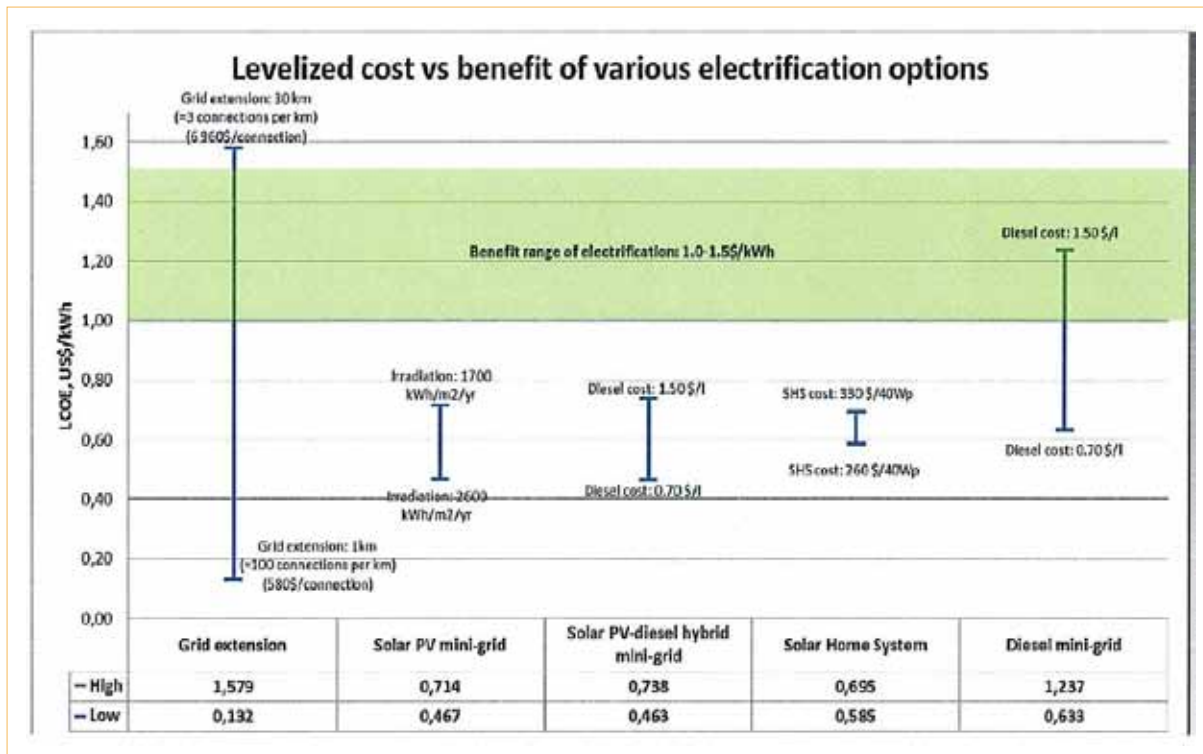 Levelized cost vs benefit of various electrification options
Grid extension: 30 km
(=3 connections per km)
(6 960$/connection)
1,60
1,40
1,20
1,00
0,80
0,60
0,40
0,20
0,00
LCOE, US$/kWh
Benefit range of electrification: 1.0-1.5$/kWh
Diesel cost: 1.50 $/l
Irradiation: 1700
kWh/m2/yr
Diesel cost: 1.50 $/l
SHS cost: 330 $/40Wp
Irradiation: 2600
kWh/m2/yr
Diesel cost: 0.70 $/l
SHS cost: 260 $/40Wp
Diesel cost: 0.70 $/l
Grid extension: 1km
(=100 connections per km)
(580$/connection)
Grid extension
Solar PV mini-grid
Solar PV-diesel hybrid
mini-grid
Solar Home System
Diesel mini-grid
High 1,579 0,714 0,738 0,695 1,237
Low 0,132 0,467 0,463 0,585 0,633